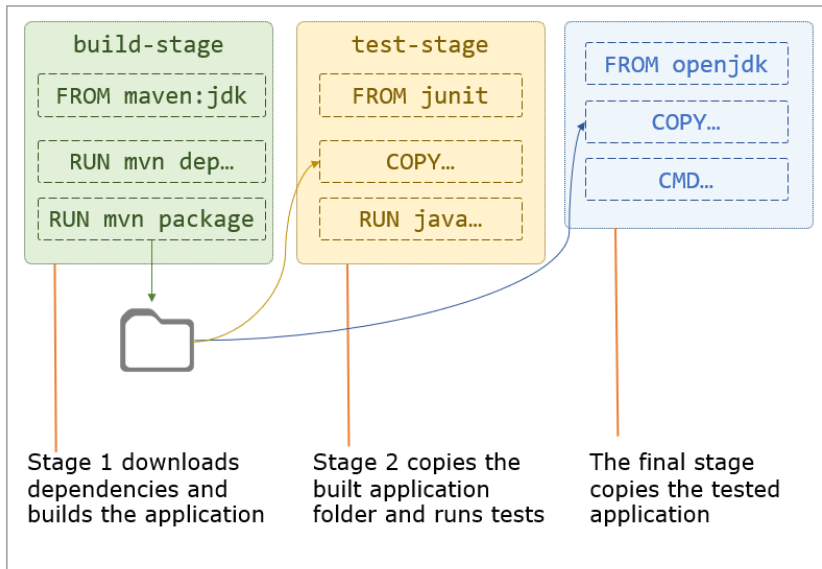 build-stage
FROM maven:jdk
RUN mvn dep…
RUN mvn package
test-stage
FROM junit
COPY…
RUN java…
FROM openjdk
COPY…
CMD…
Stage 1 downloads
dependencies and
builds the application
Stage 2 copies the
built application
folder and runs tests
The final stage
copies the tested
application